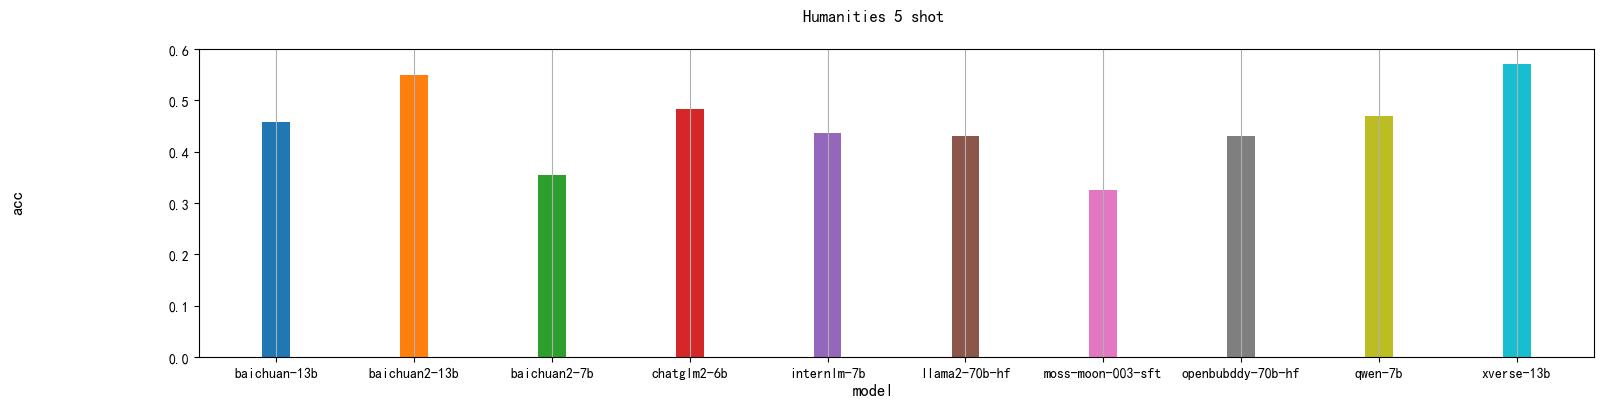 Humanities 5 shot
acc
0.6
0.5
0.4
0.3
0.2
0.1
0.0
baichuan-13b baichuan2-13b baichuan2-7b chatglm2-6b internlm-7b llama2-70b-hf moss-moon-003-sft openbubddy-70b-hf qwen-7b xverse-13b
model